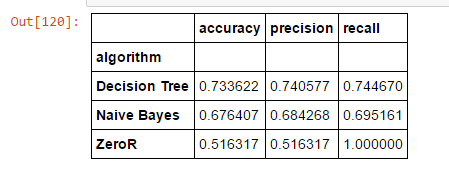 Out[120]:
accuracy precision recall
algorithm
Decision Tree 0.733622 0.740577 0.744670
Naive Bayes 0.676407 0.684268 0.695161
ZeroR 0.516317 0.516317 1.000000